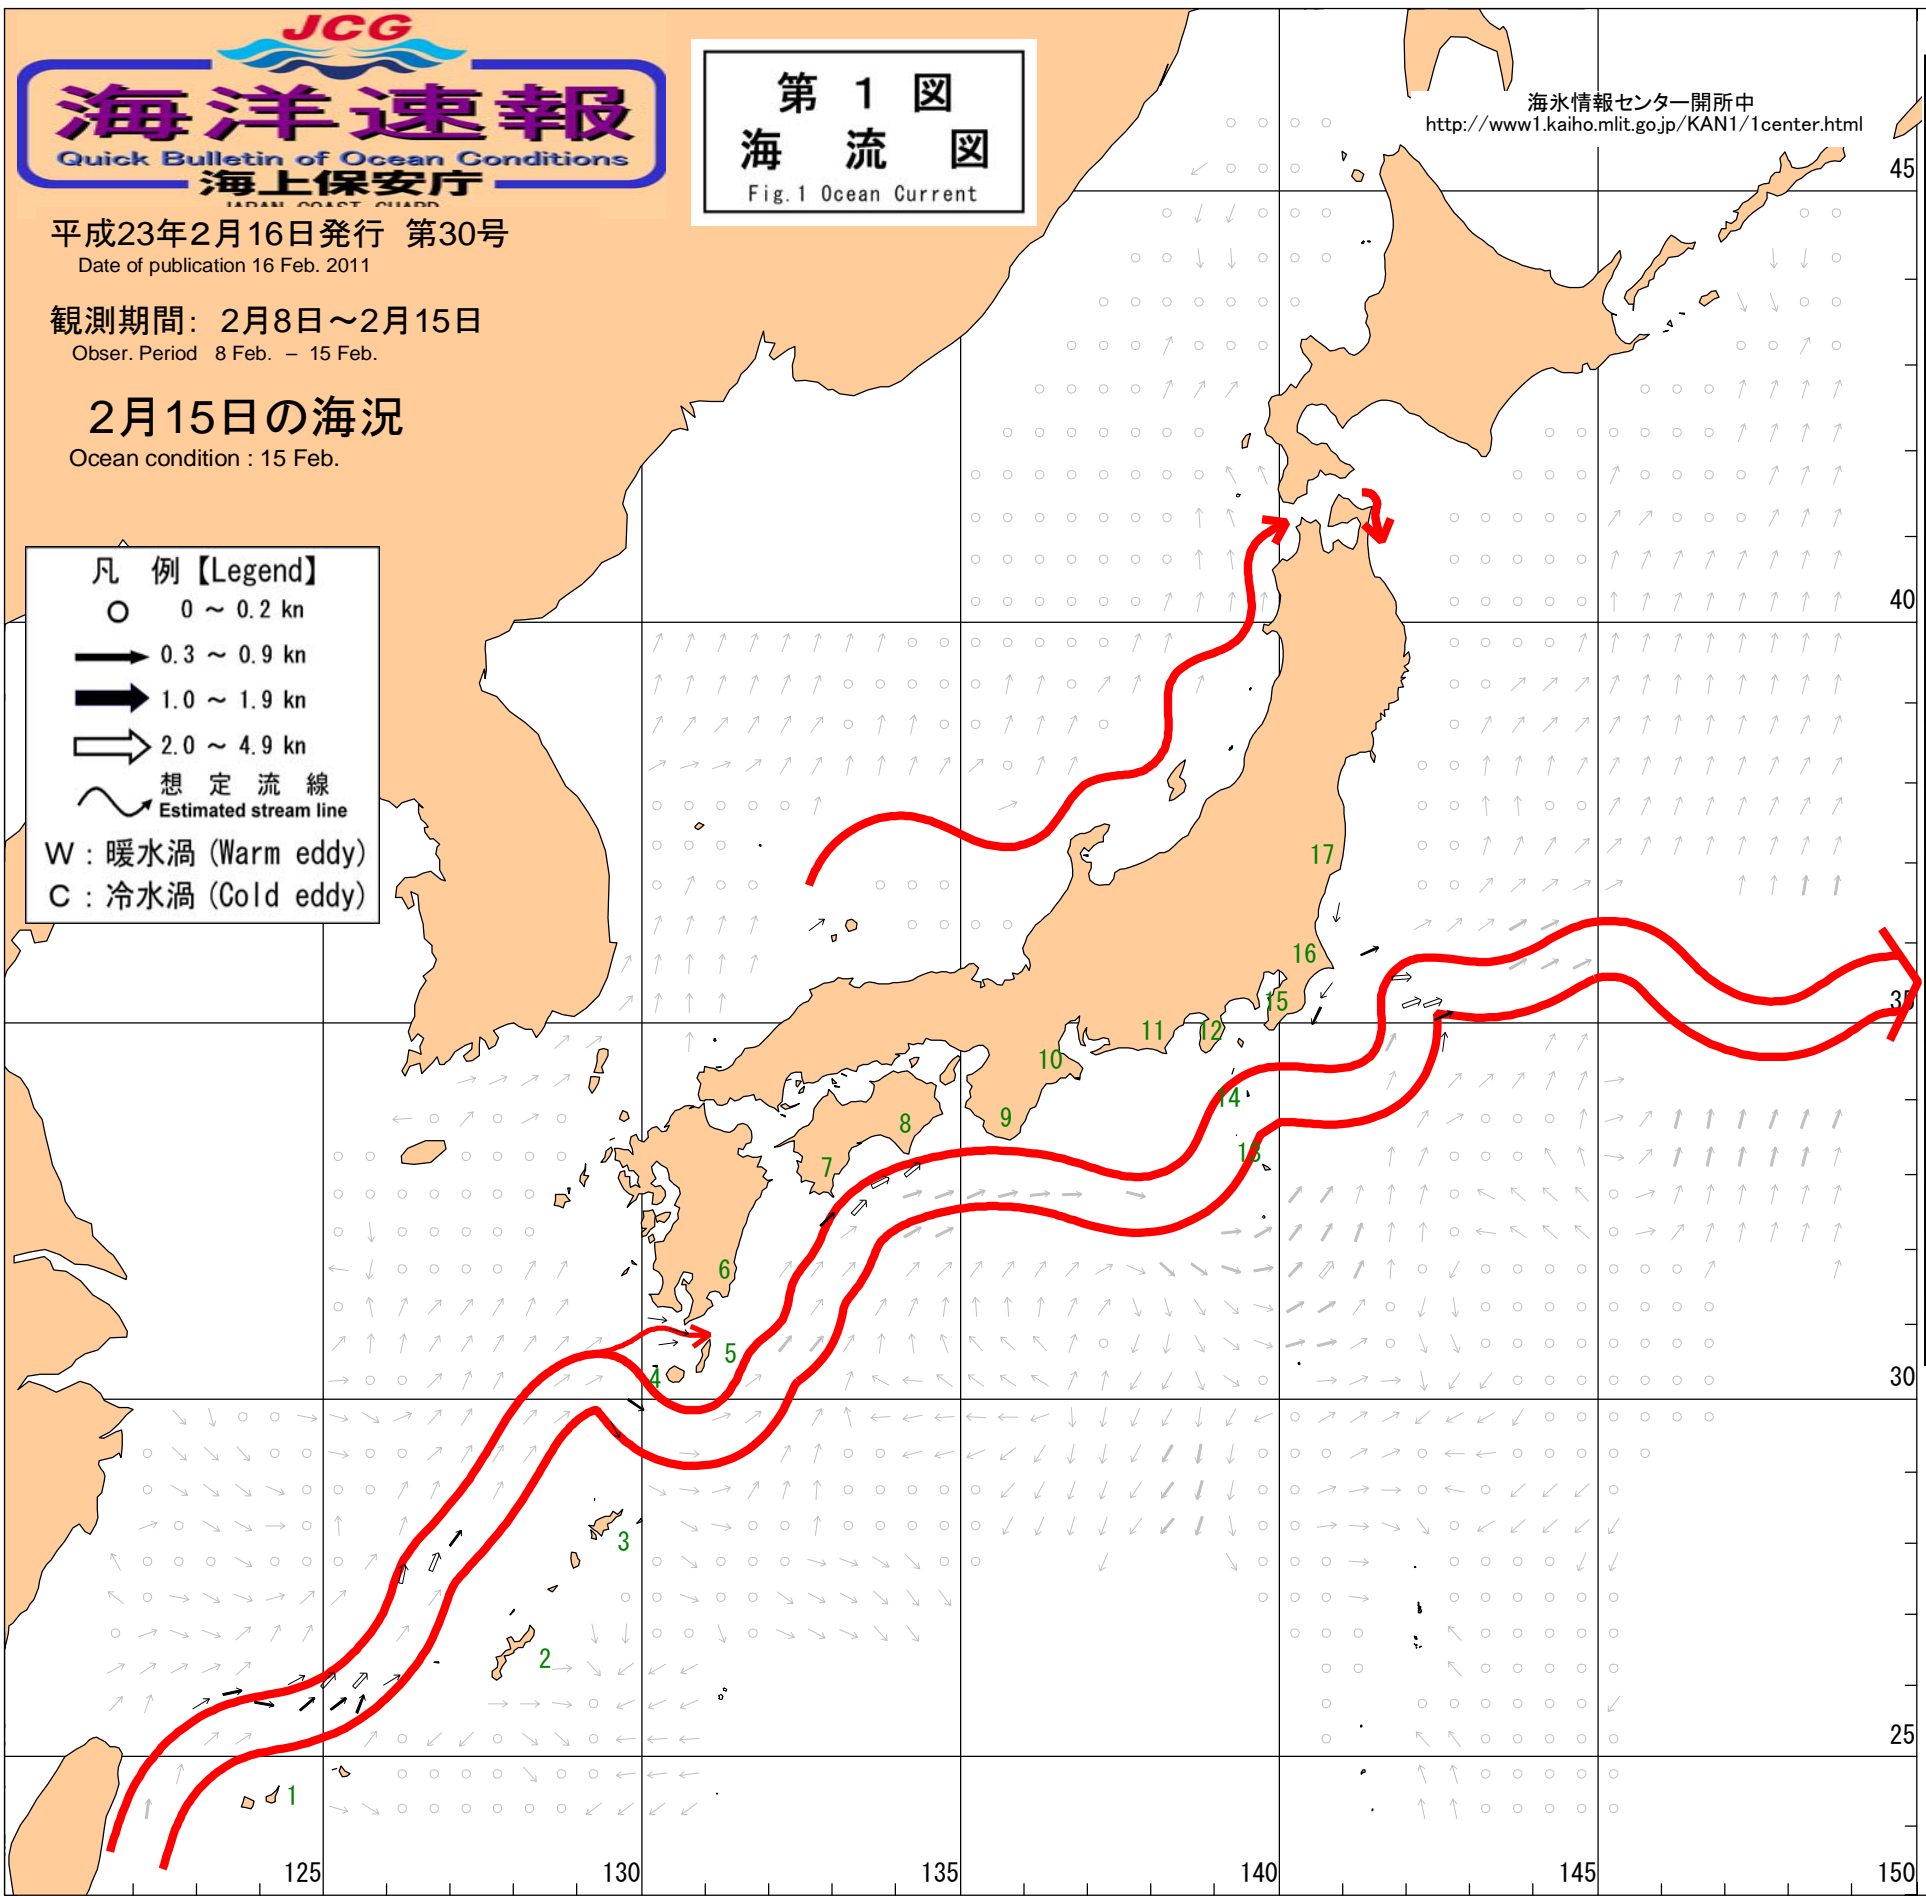 JCG
海洋速報
Quick Bulletin of Ocean Conditions
海上保安庁
JAPAN COAST GUARD
平成23年2月16日発行 第30号
Date of publication 16 Feb. 2011
観測期間: 2月8日～2月15日
Obser. Period 8 Feb. – 15 Feb.
2月15日の海況
Ocean condition : 15 Feb.
第 1 図
海 流 図
Fig.1 Ocean Current
海氷情報センター開所中
http://www1.kaiho.mlit.go.jp/KAN1/1center.html
凡 例【Legend】
0 ～ 0.2 kn
0.3 ～ 0.9 kn
1.0 ～ 1.9 kn
2.0 ～ 4.9 kn
想 定 流 線
Estimated stream line
W : 暖水渦 (Warm eddy)
C : 冷水渦 (Cold eddy)
45
40
17
16
35
15
12
11
10
14
9
8
13
7
6
5
4
30
3
2
25
1
125
130
135
140
145
150